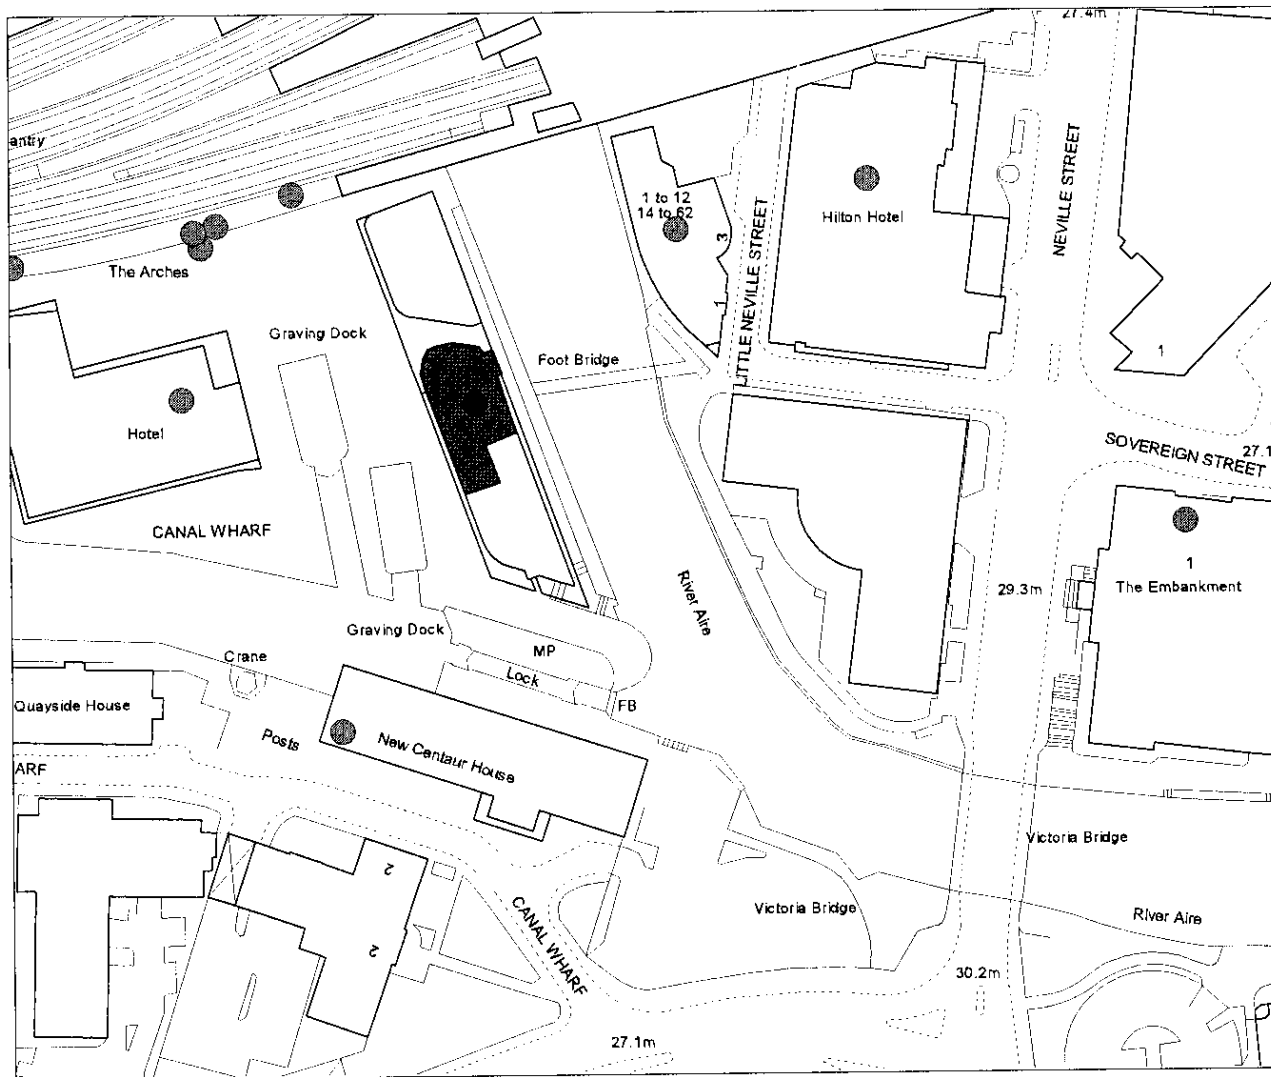 27.4m
antry
1 to 12
14 to 62
Hilton Hotel
NEVILLE STREET
3
The Arches
LITTLE NEVILLE STREET
1
Graving Dock
Foot Bridge
1
Hotel
SOVEREIGN STREET
27.1
CANAL WHARF
1
The Embankment
29.3m
River Aire
Graving Dock
MP
Crane
Lock
FB
Quayside House
Posts
New Centaur House
ARF
Victoria Bridge
2
2
CANAL WHARF
Victoria Bridge
River Aire
30.2m
27.1m